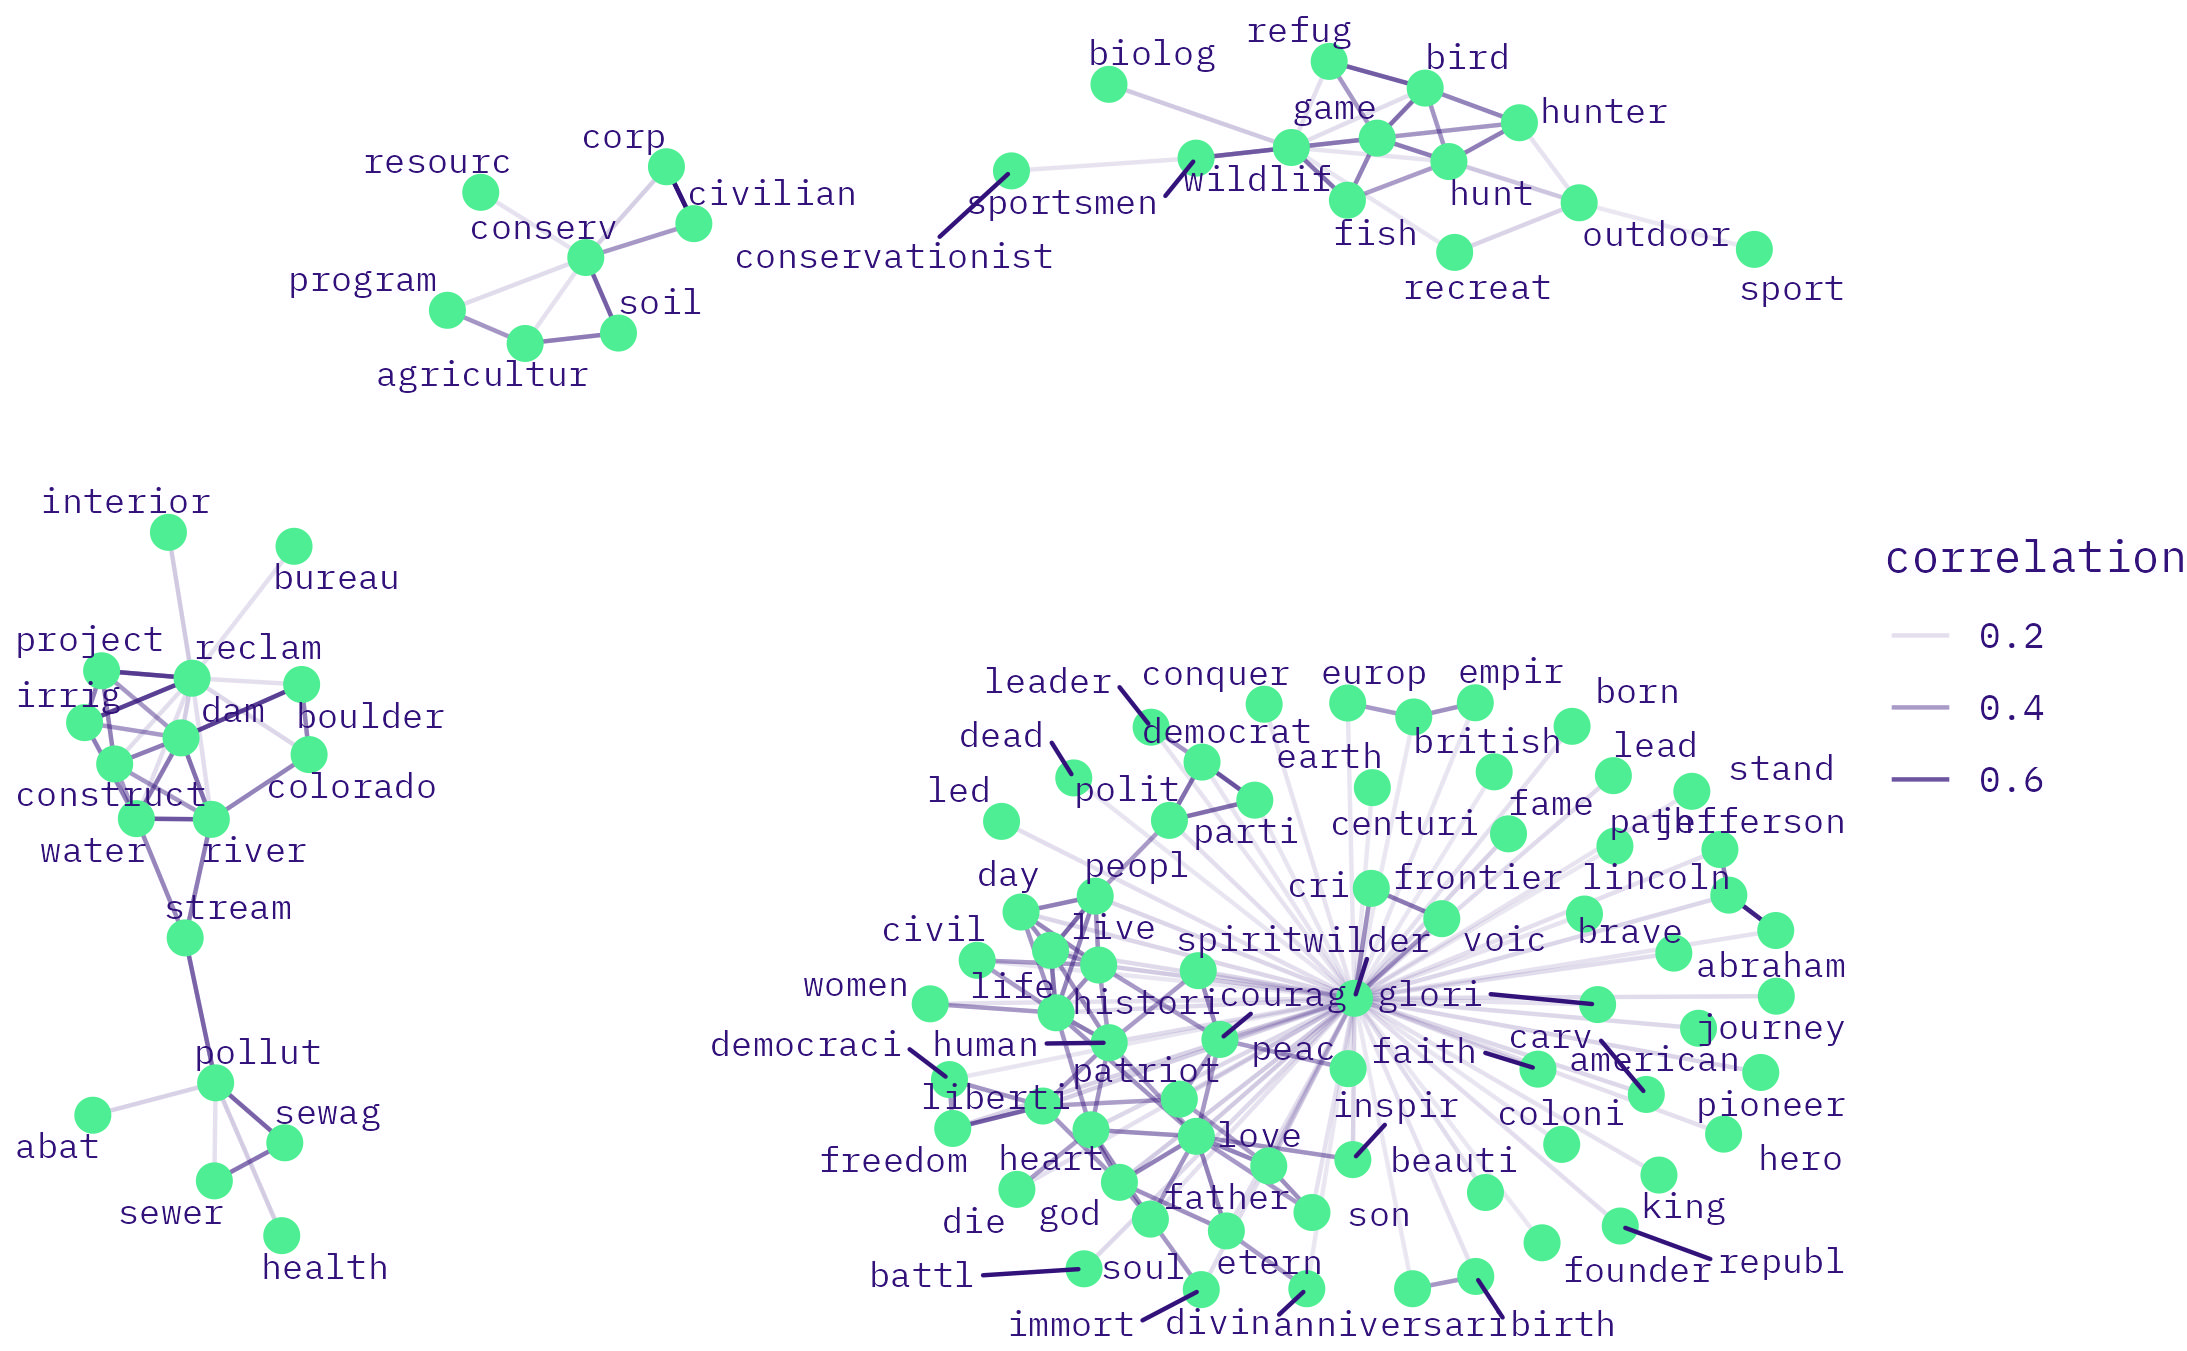 refug
biolog
bird
game
hunter
corp
resourc
civilian
wildlif
sportsmen
hunt
conserv
fish
outdoor
conservationist
program
recreat
sport
soil
agricultur
interior
bureau
correlation
0.2
0.4
0.6
project
reclam
irrig
dam
boulder
construct
colorado
water
river
stream
pollut
sewag
abat
sewer
health
leader
conquer
europ
empir
born
dead
democrat
earth
british
lead
led
polit
fame
stand
parti
centuri
path
jefferson
day
peopl
cri
frontier
lincoln
civil
live
spirit
wilder
voic
brave
women
life
histori
courag
glori
abraham
democraci
human
peac
faith
carv
journey
patriot
american
liberti
inspir
coloni
pioneer
freedom
heart
love
beauti
hero
die
god
father
son
king
battl
soul
etern
founder
republ
immort
divin
anniversari
birth